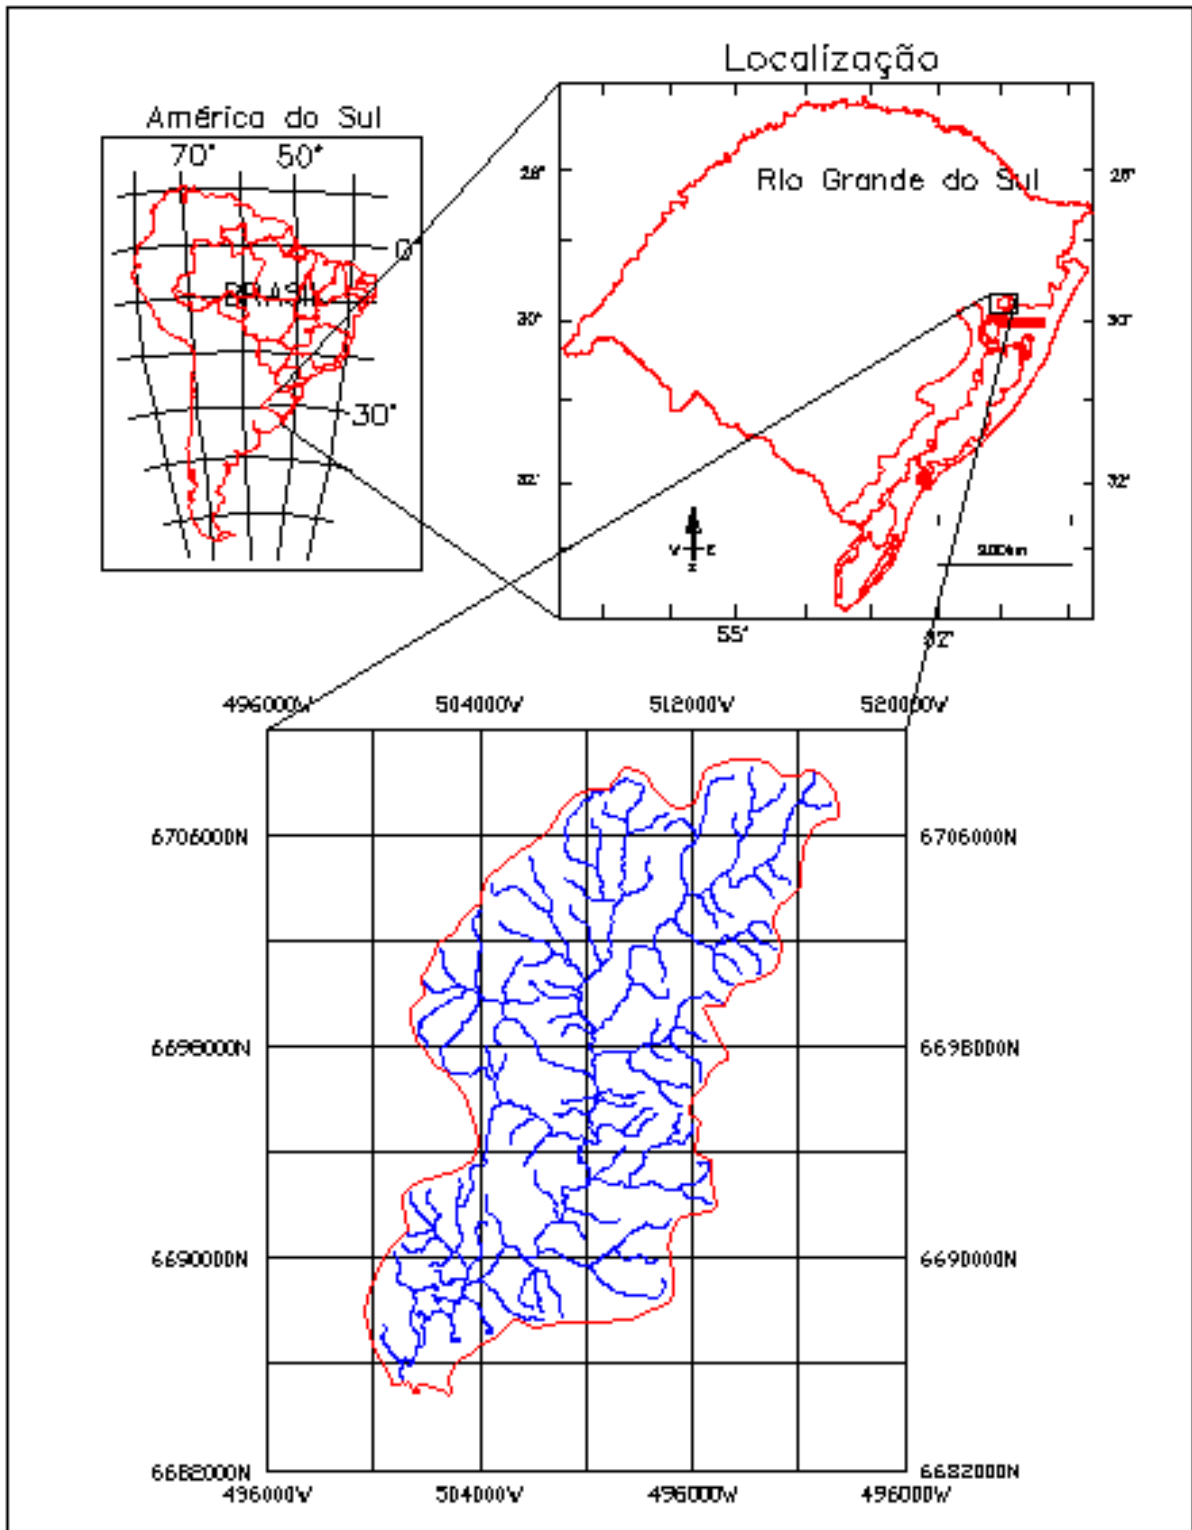 Localização
América do Sul
70° 50°
0°
BRASIL
30°
Rio Grande do Sul
28° 28°
30° 30°
32° 32°
200km
55° 52°
496000W 504000W 512000W 520000W
6706000N 6706000N
6698000N 6698000N
6690000N 6690000N
6682000N 6682000N
496000W 504000W 496000W 496000W